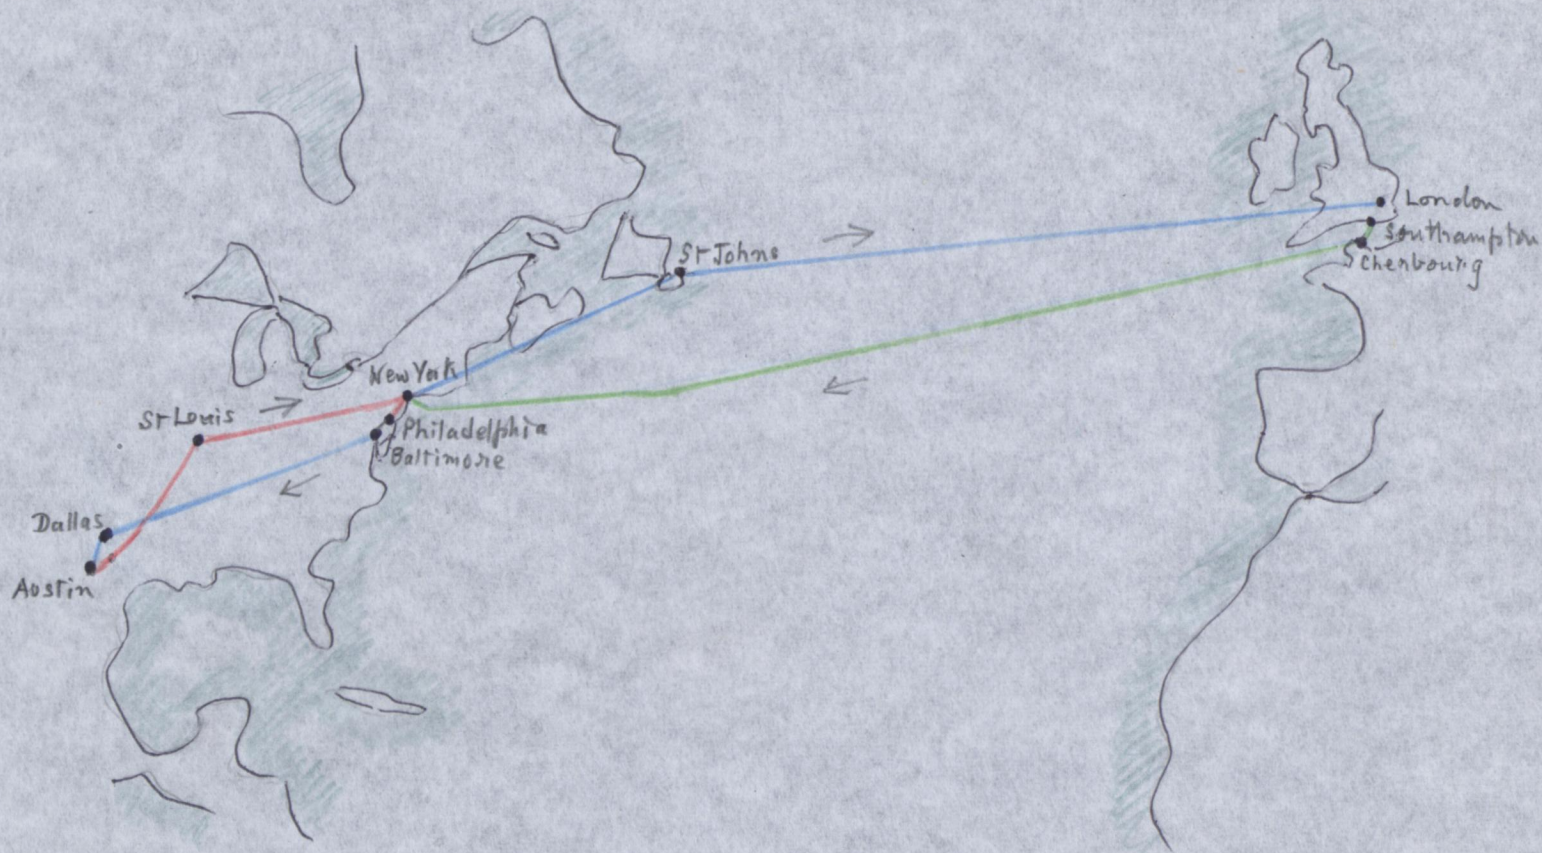 London
St Johns
Southampton
Cherbourg
New York
St Louis
Philadelphia
Baltimore
Dallas
Austin